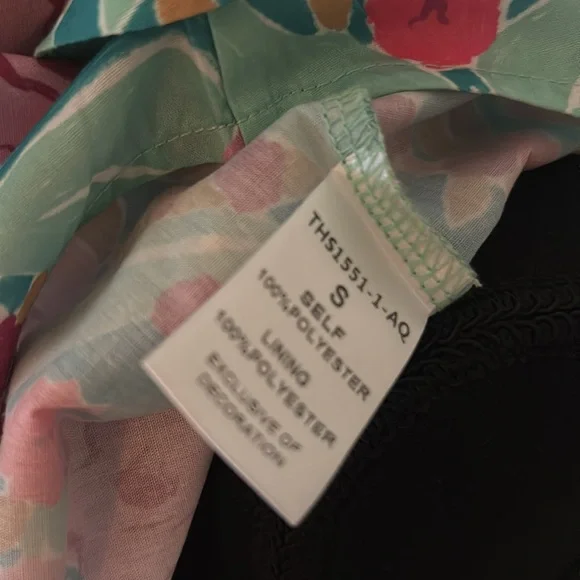 THS1551-1-AQ
S
SELF
100%POLYESTER
LINING
100%POLYESTER
EXCLUSIVE OF
DECORATION